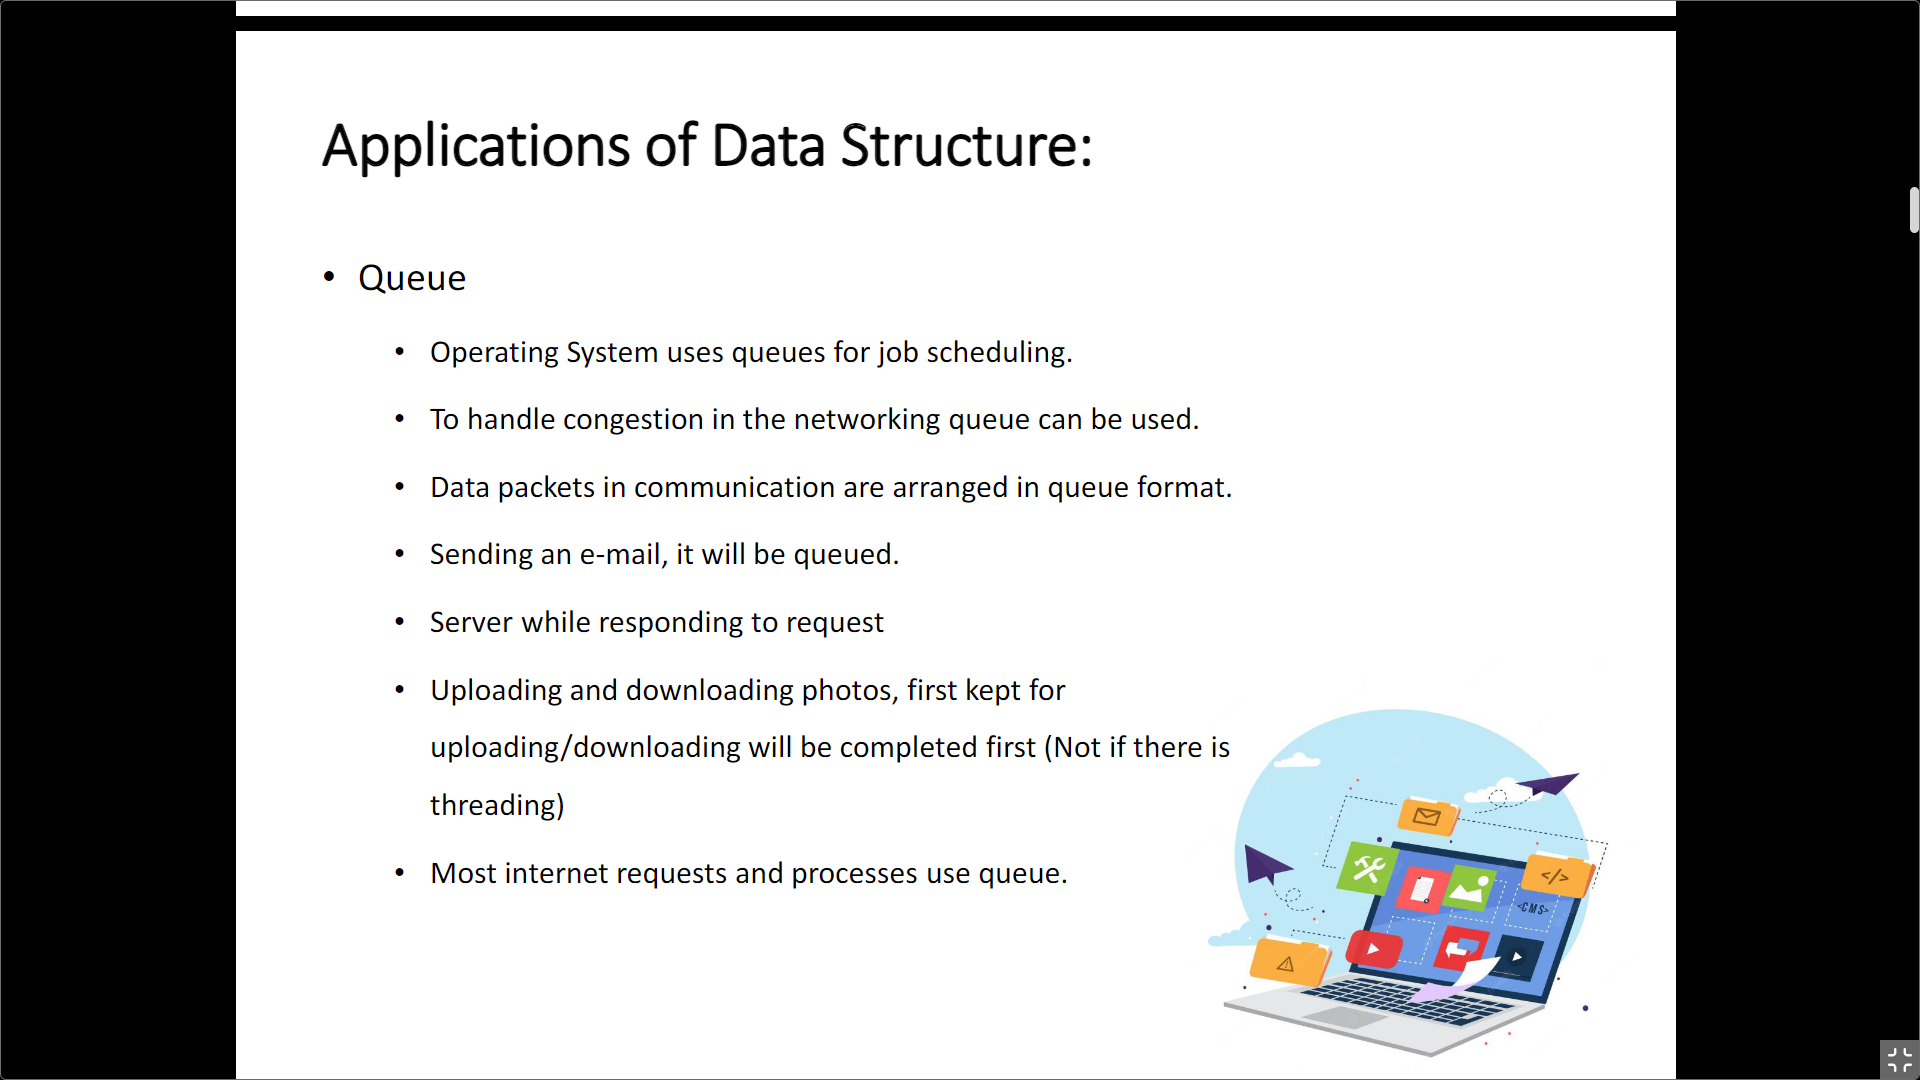 Applications of Data Structure:
• Queue
• Operating System uses queues for job scheduling.
• To handle congestion in the networking queue can be used.
• Data packets in communication are arranged in queue format.
• Sending an e-mail, it will be queued.
• Server while responding to request
• Uploading and downloading photos, first kept for
uploading/downloading will be completed first (Not if there is
threading)
• Most internet requests and processes use queue.
</>
<CMS>